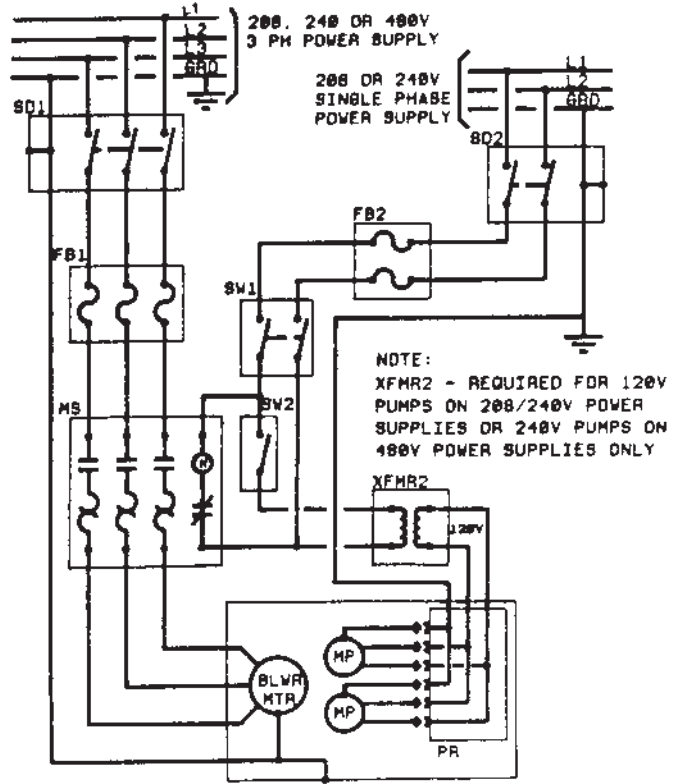 L1
L2
L3
GRD
208, 240 OR 480V
3 PH POWER SUPPLY
208 OR 240V
SINGLE PHASE
POWER SUPPLY
L1
L2
GRD
SD1
SD2
FB2
FB1
SW1
NOTE:
XFMR2 - REQUIRED FOR 120V
PUMPS ON 208/240V POWER
SUPPLIES OR 240V PUMPS ON
480V POWER SUPPLIES ONLY
MS
SW2
M
XFMR2
120V
BLWR
MTR
MP
MP
PR